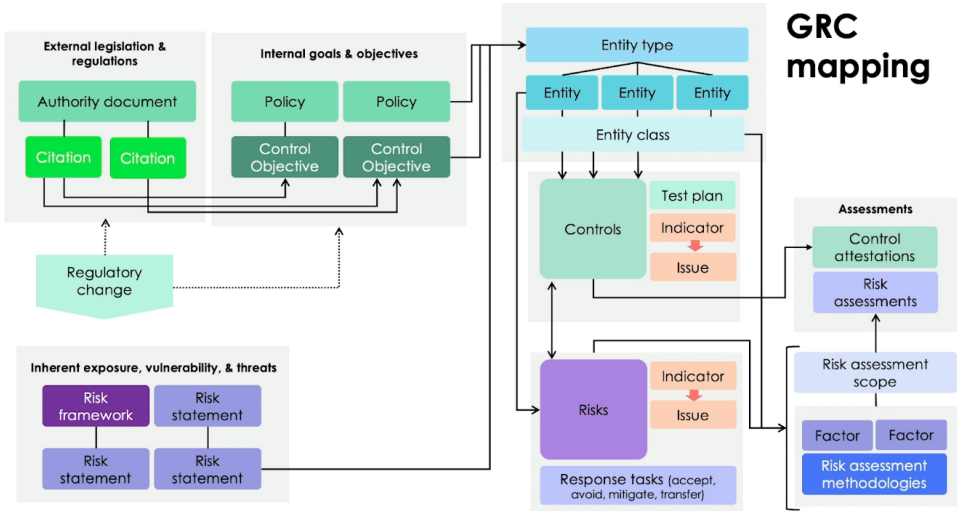 GRC
mapping
External legislation &
regulations
Authority document
Citation
Citation
Internal goals & objectives
Policy
Policy
Control
Objective
Control
Objective
Regulatory
change
Inherent exposure, vulnerability, & threats
Risk
framework
Risk
statement
Risk
statement
Risk
statement
Entity type
Entity
Entity
Entity
Entity class
Controls
Test plan
Indicator
Issue
Risks
Indicator
Issue
Response tasks (accept,
avoid, mitigate, transfer)
Assessments
Control
attestations
Risk
assessments
Risk assessment
scope
Factor
Factor
Risk assessment
methodologies